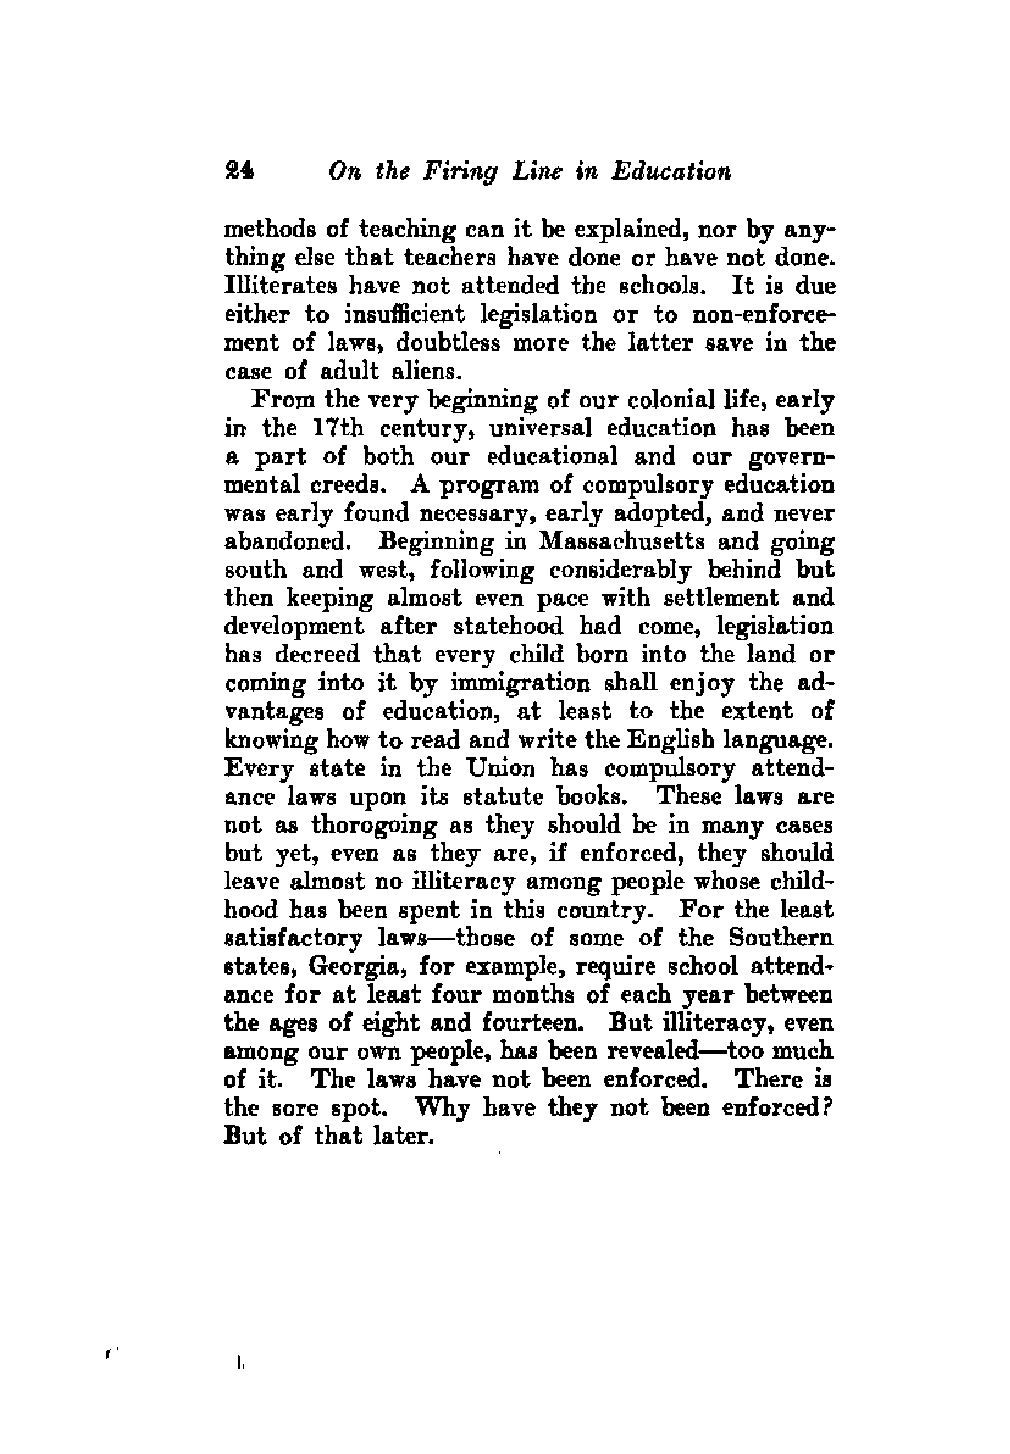 24 On the Firing Line in Education
methods of teaching can it be explained, nor by any-
thing else that teachers have done or have not done.
Illiterates have not attended the schools. It is due
either to insufficient legislation or to non-enforce-
ment of laws, doubtless more the latter save in the
case of adult aliens.
From the very beginning of our colonial life, early
in the 17th century, universal education has been
a part of both our educational and our govern-
mental creeds. A program of compulsory education
was early found necessary, early adopted, and never
abandoned. Beginning in Massachusetts and going
south and west, following considerably behind but
then keeping almost even pace with settlement and
development after statehood had come, legislation
has decreed that every child born into the land or
coming into it by immigration shall enjoy the ad-
vantages of education, at least to the extent of
knowing how to read and write the English language.
Every state in the Union has compulsory attend-
ance laws upon its statute books. These laws are
not as thorogoing as they should be in many cases
but yet, even as they are, if enforced, they should
leave almost no illiteracy among people whose child-
hood has been spent in this country. For the least
satisfactory laws—those of some of the Southern
states, Georgia, for example, require school attend-
ance for at least four months of each year between
the ages of eight and fourteen. But illiteracy, even
among our own people, has been revealed—too much
of it. The laws have not been enforced. There is
the sore spot. Why have they not been enforced?
But of that later.